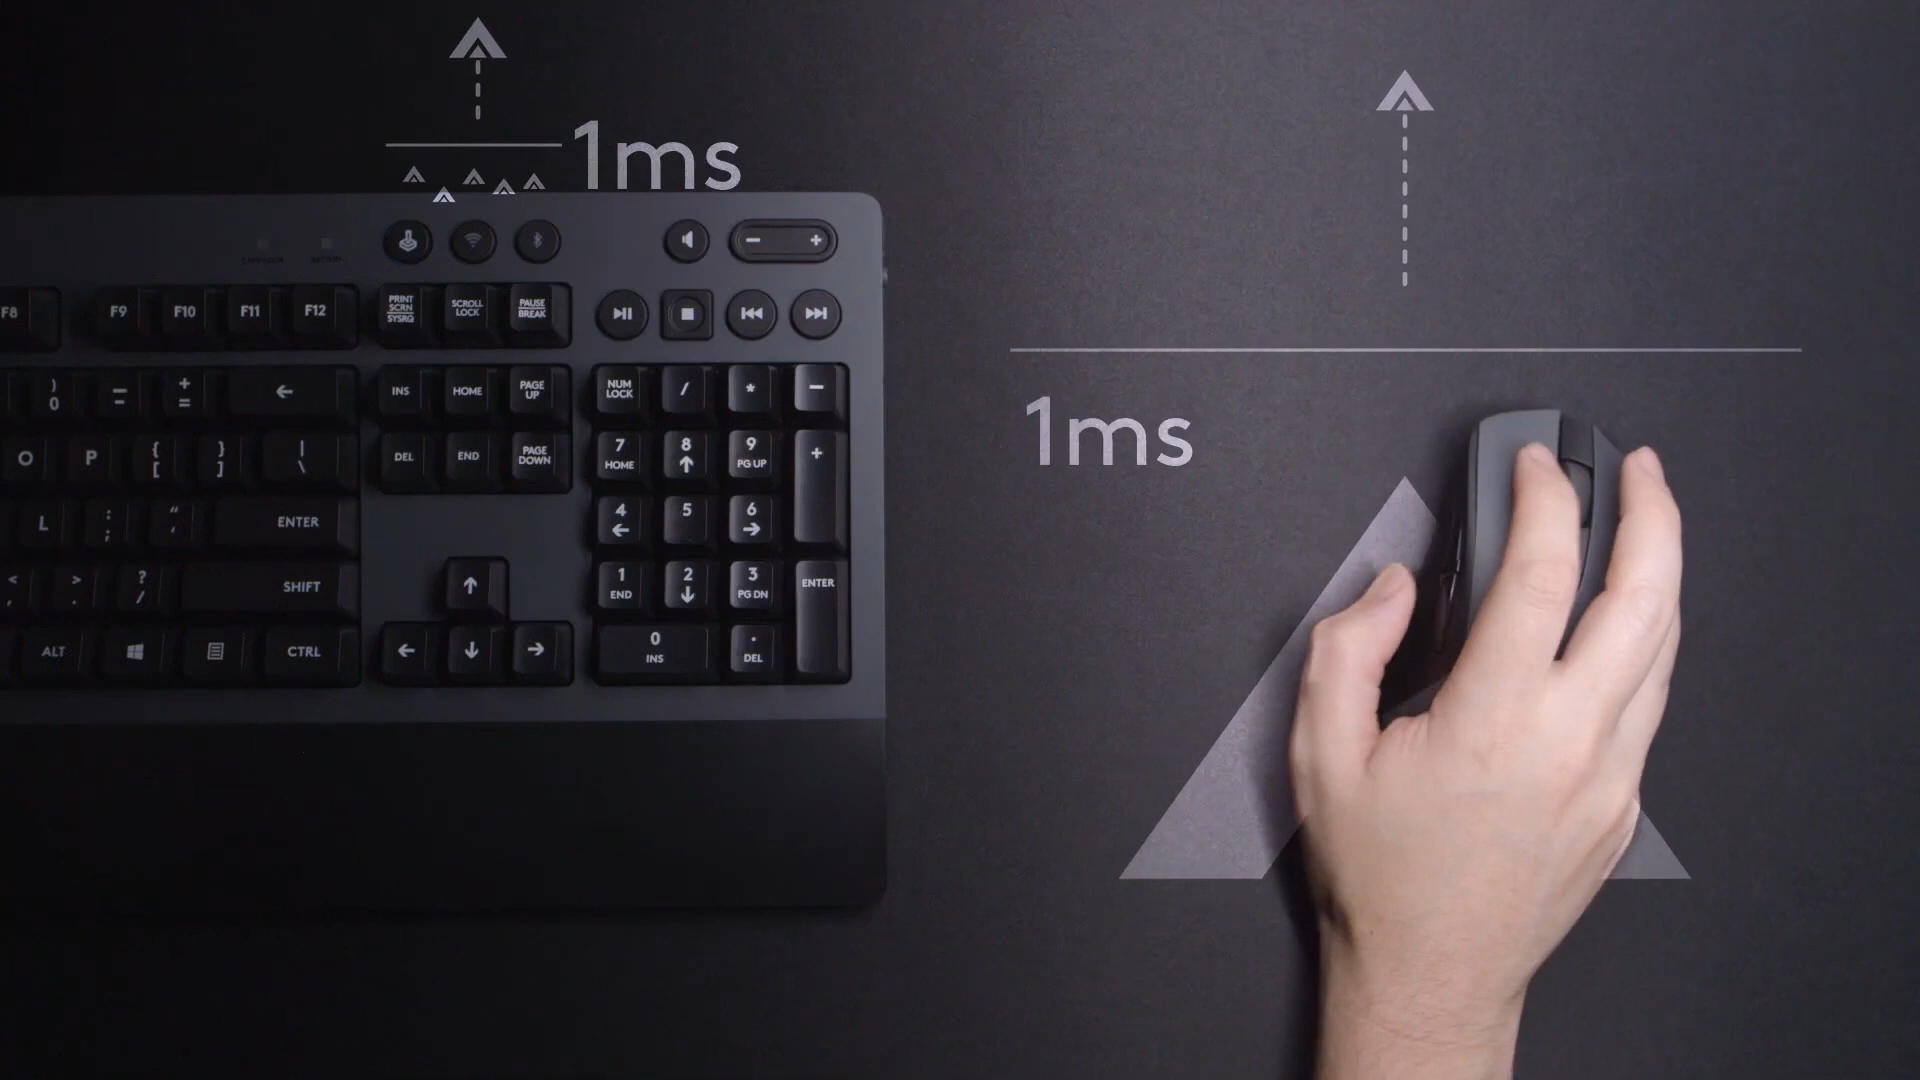 1ms
F8 F9 F10 F11 F12 PRINT SCRN SYSRQ SCROLL LOCK PAUSE BREAK
− +
) 0 _ - + = INS HOME PAGE UP NUM LOCK / * −
O P { [ } ] | \ DEL END PAGE DOWN 7 HOME 8 9 PG UP +
1ms
L : ; " ' ENTER 4 5 6
< , > . ? / SHIFT 1 END 2 3 PG DN ENTER
ALT CTRL 0 INS . DEL